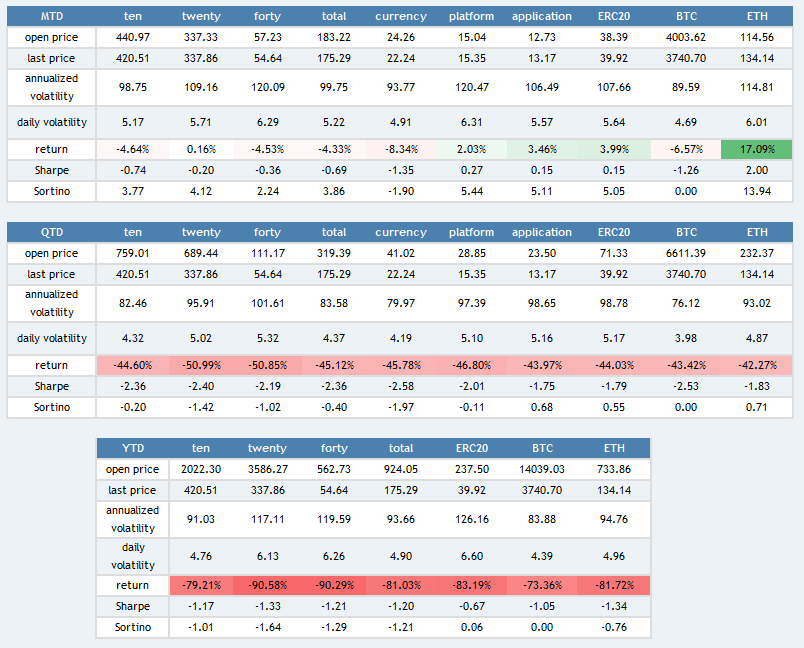 MTD ten twenty forty total currency platform application ERC20 BTC ETH
open price 440.97 337.33 57.23 183.22 24.26 15.04 12.73 38.39 4003.62 114.56
last price 420.51 337.86 54.64 175.29 22.24 15.35 13.17 39.92 3740.70 134.14
annualized
volatility 98.75 109.16 120.09 99.75 93.77 120.47 106.49 107.66 89.59 114.81
daily volatility 5.17 5.71 6.29 5.22 4.91 6.31 5.57 5.64 4.69 6.01
return -4.64% 0.16% -4.53% -4.33% -8.34% 2.03% 3.46% 3.99% -6.57% 17.09%
Sharpe -0.74 -0.20 -0.36 -0.69 -1.35 0.27 0.15 0.15 -1.26 2.00
Sortino 3.77 4.12 2.24 3.86 -1.90 5.44 5.11 5.05 0.00 13.94
QTD ten twenty forty total currency platform application ERC20 BTC ETH
open price 759.01 689.44 111.17 319.39 41.02 28.85 23.50 71.33 6611.39 232.37
last price 420.51 337.86 54.64 175.29 22.24 15.35 13.17 39.92 3740.70 134.14
annualized
volatility 82.46 95.91 101.61 83.58 79.97 97.39 98.65 98.78 76.12 93.02
daily volatility 4.32 5.02 5.32 4.37 4.19 5.10 5.16 5.17 3.98 4.87
return -44.60% -50.99% -50.85% -45.12% -45.78% -46.80% -43.97% -44.03% -43.42% -42.27%
Sharpe -2.36 -2.40 -2.19 -2.36 -2.58 -2.01 -1.75 -1.79 -2.53 -1.83
Sortino -0.20 -1.42 -1.02 -0.40 -1.97 -0.11 0.68 0.55 0.00 0.71
YTD ten twenty forty total ERC20 BTC ETH
open price 2022.30 3586.27 562.73 924.05 237.50 14039.03 733.86
last price 420.51 337.86 54.64 175.29 39.92 3740.70 134.14
annualized
volatility 91.03 117.11 119.59 93.66 126.16 83.88 94.76
daily
volatility 4.76 6.13 6.26 4.90 6.60 4.39 4.96
return -79.21% -90.58% -90.29% -81.03% -83.19% -73.36% -81.72%
Sharpe -1.17 -1.33 -1.21 -1.20 -0.67 -1.05 -1.34
Sortino -1.01 -1.64 -1.29 -1.21 0.06 0.00 -0.76